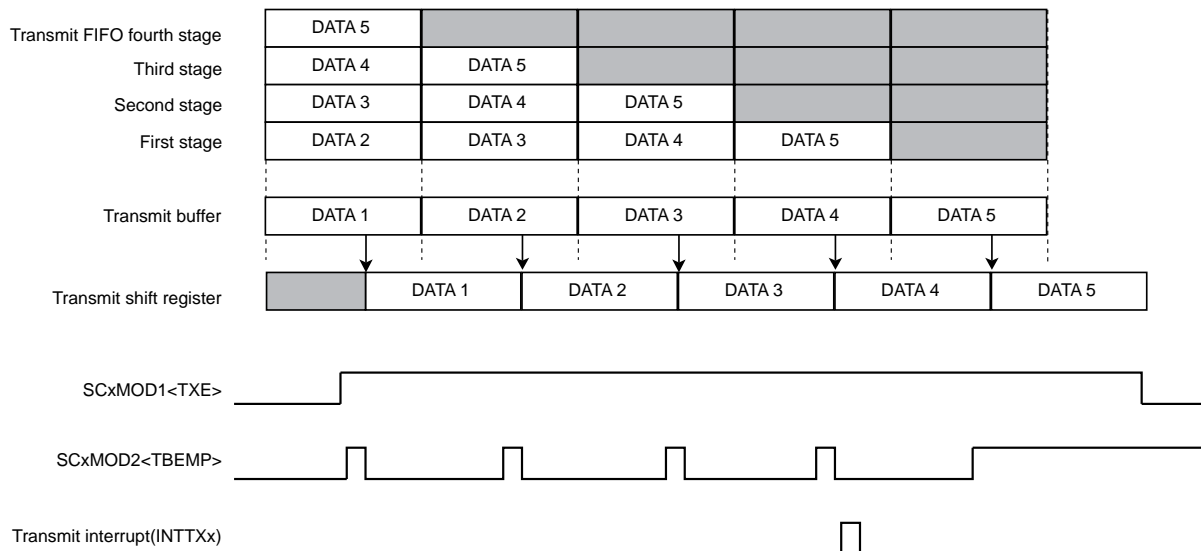 Transmit FIFO fourth stage DATA 5
Third stage DATA 4 DATA 5
Second stage DATA 3 DATA 4 DATA 5
First stage DATA 2 DATA 3 DATA 4 DATA 5
Transmit buffer DATA 1 DATA 2 DATA 3 DATA 4 DATA 5
Transmit shift register DATA 1 DATA 2 DATA 3 DATA 4 DATA 5
SCxMOD1<TXE>
SCxMOD2<TBEMP>
Transmit interrupt(INTTXx)